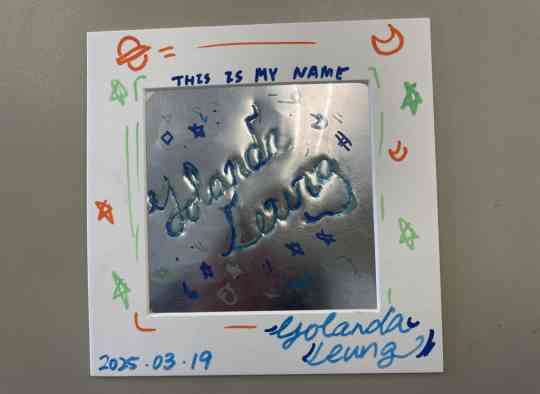 THIS IS MY NAME
Yolanda
Leung
Yolanda
Leung
2025.03.19